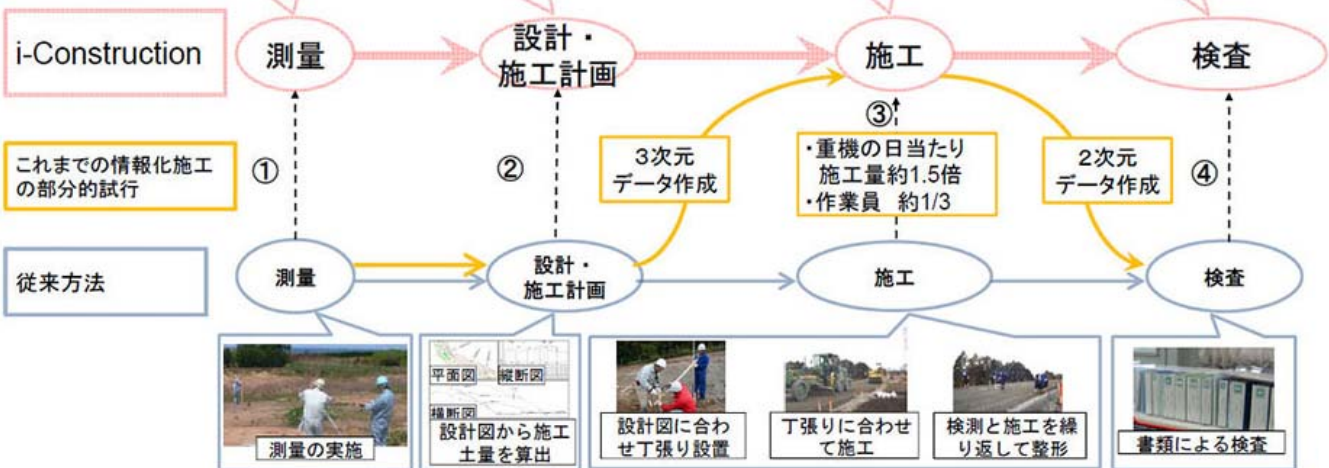 i-Construction
測量
設計・
施工計画
施工
検査
これまでの情報化施工
の部分的試行
①
②
3次元
データ作成
③
・重機の日当たり
施工量約1.5倍
・作業員 約1/3
2次元
データ作成
④
従来方法
測量
設計・
施工計画
施工
検査
測量の実施
平面図
縦断図
横断図
設計図から施工
土量を算出
設計図に合わ
せ丁張り設置
丁張りに合わせ
て施工
検測と施工を繰
り返して整形
書類による検査